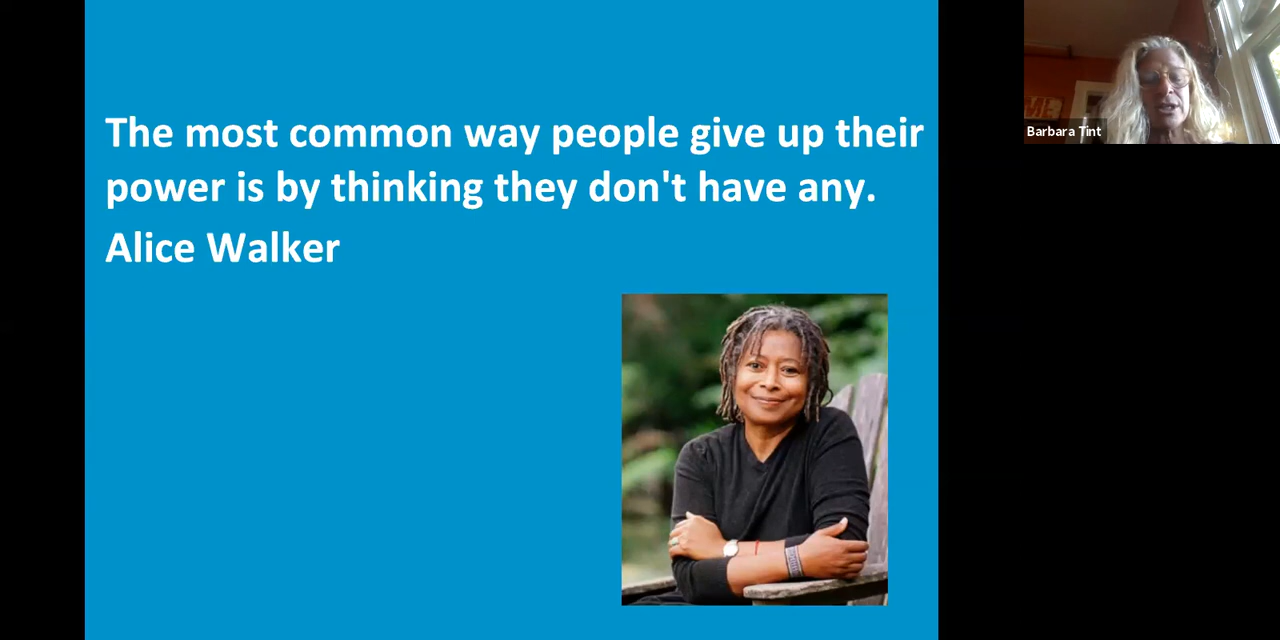 The most common way people give up their
power is by thinking they don't have any.
Alice Walker
Barbara Tint